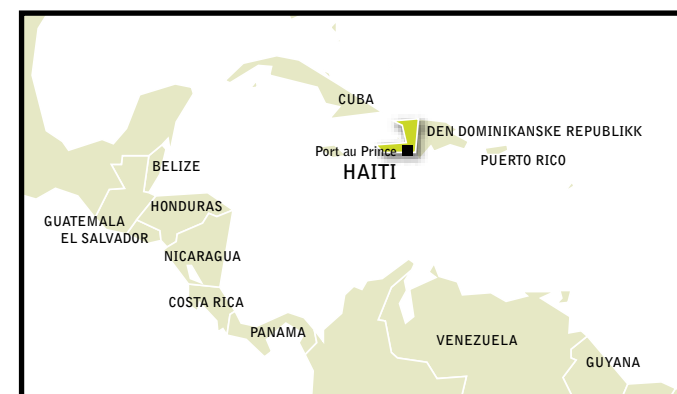 CUBA
DEN DOMINIKANSKE REPUBLIKK
Port au Prince
PUERTO RICO
HAITI
BELIZE
HONDURAS
GUATEMALA
EL SALVADOR
NICARAGUA
COSTA RICA
PANAMA
VENEZUELA
GUYANA